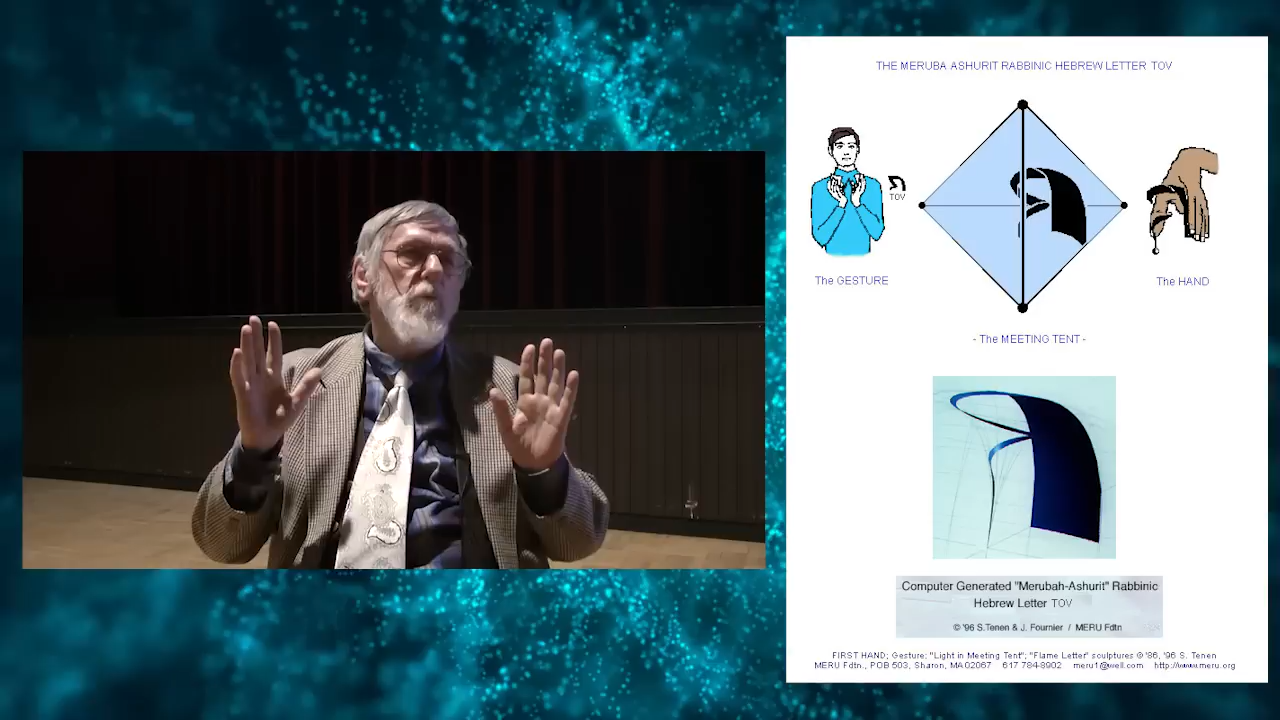 THE MERUBA ASHURIT RABBINIC HEBREW LETTER TOV
TOV
The GESTURE
The HAND
- The MEETING TENT -
Computer Generated "Merubah-Ashurit" Rabbinic
Hebrew Letter TOV
© '96 S.Tenen & J. Fournier / MERU Fdtn
FIRST HAND; Gesture; "Light in Meeting Tent"; "Flame Letter" sculptures © '86, '96 S. Tenen
MERU Fdtn., POB 503, Sharon, MA 02067 617 784-8902 meru1@well.com http://www.meru.org